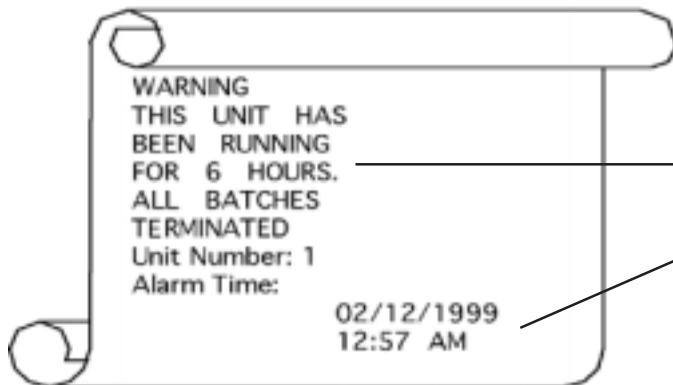 WARNING
THIS UNIT HAS
BEEN RUNNING
FOR 6 HOURS.
ALL BATCHES
TERMINATED
Unit Number: 1
Alarm Time:
02/12/1999
12:57 AM